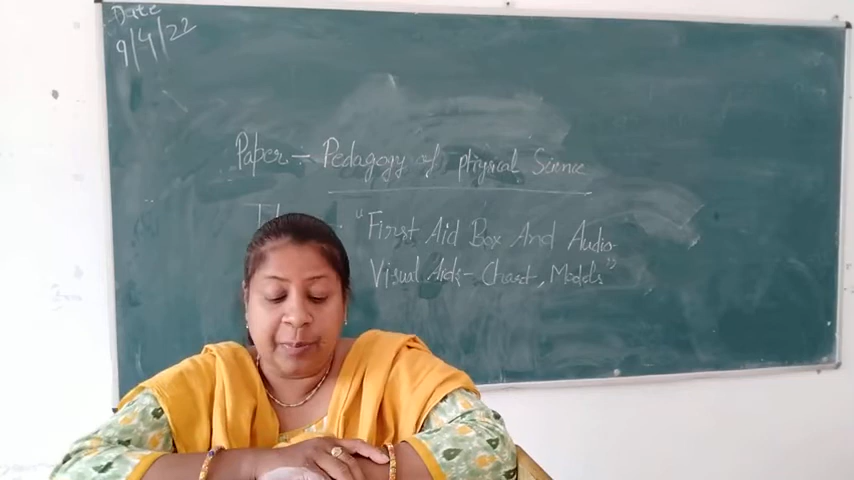 Date
9/4/22
Paper :- Pedagogy of physical Science
"First Aid Box And Audio-
Visual Aids - Chart, Models"